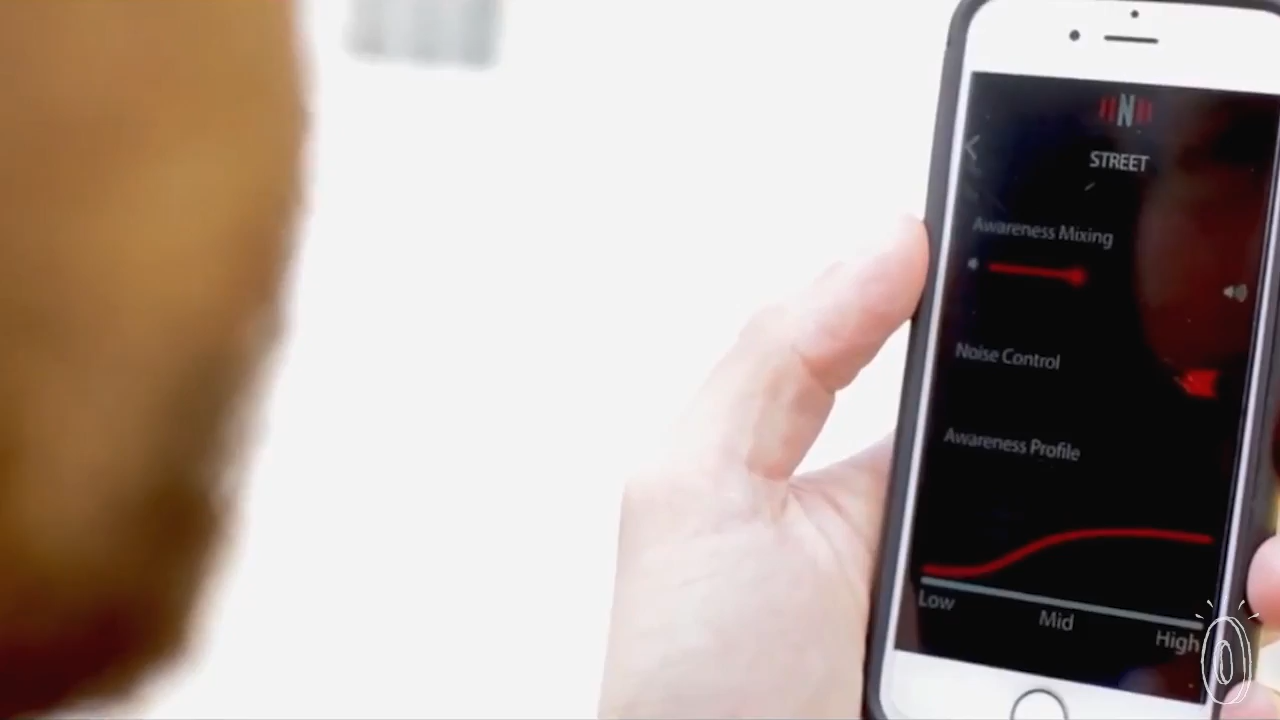 N
STREET
Awareness Mixing
Noise Control
Awareness Profile
Low
Mid
High